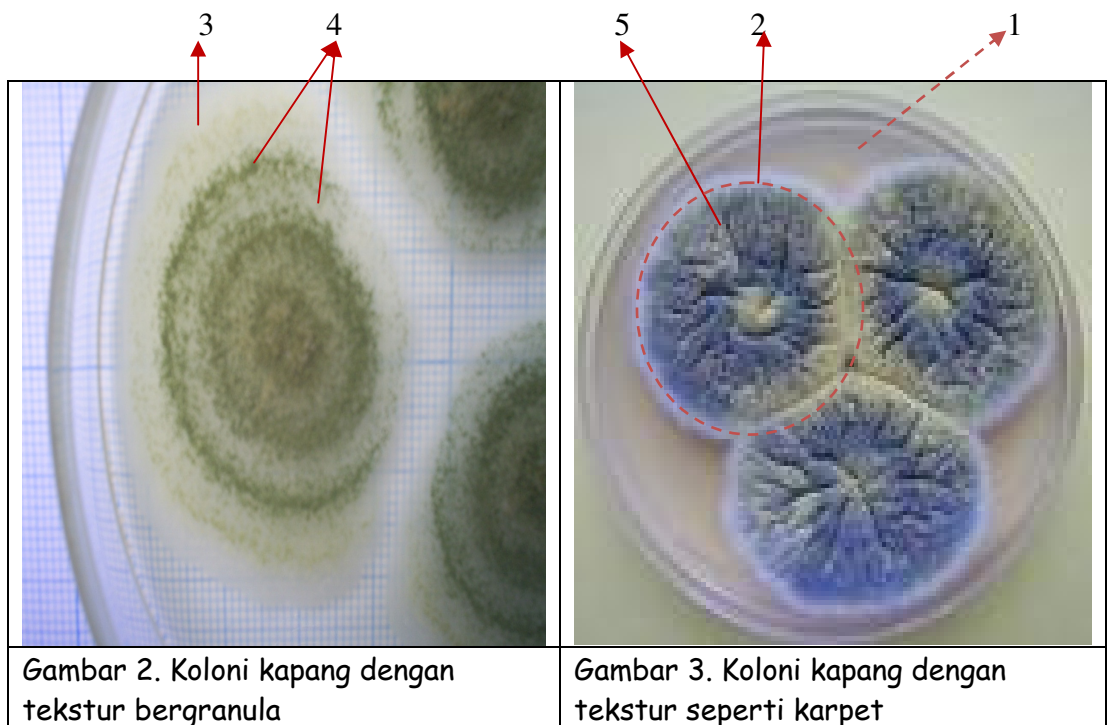 3 4 5 2 1
Gambar 2. Koloni kapang dengan
tekstur bergranula
Gambar 3. Koloni kapang dengan
tekstur seperti karpet